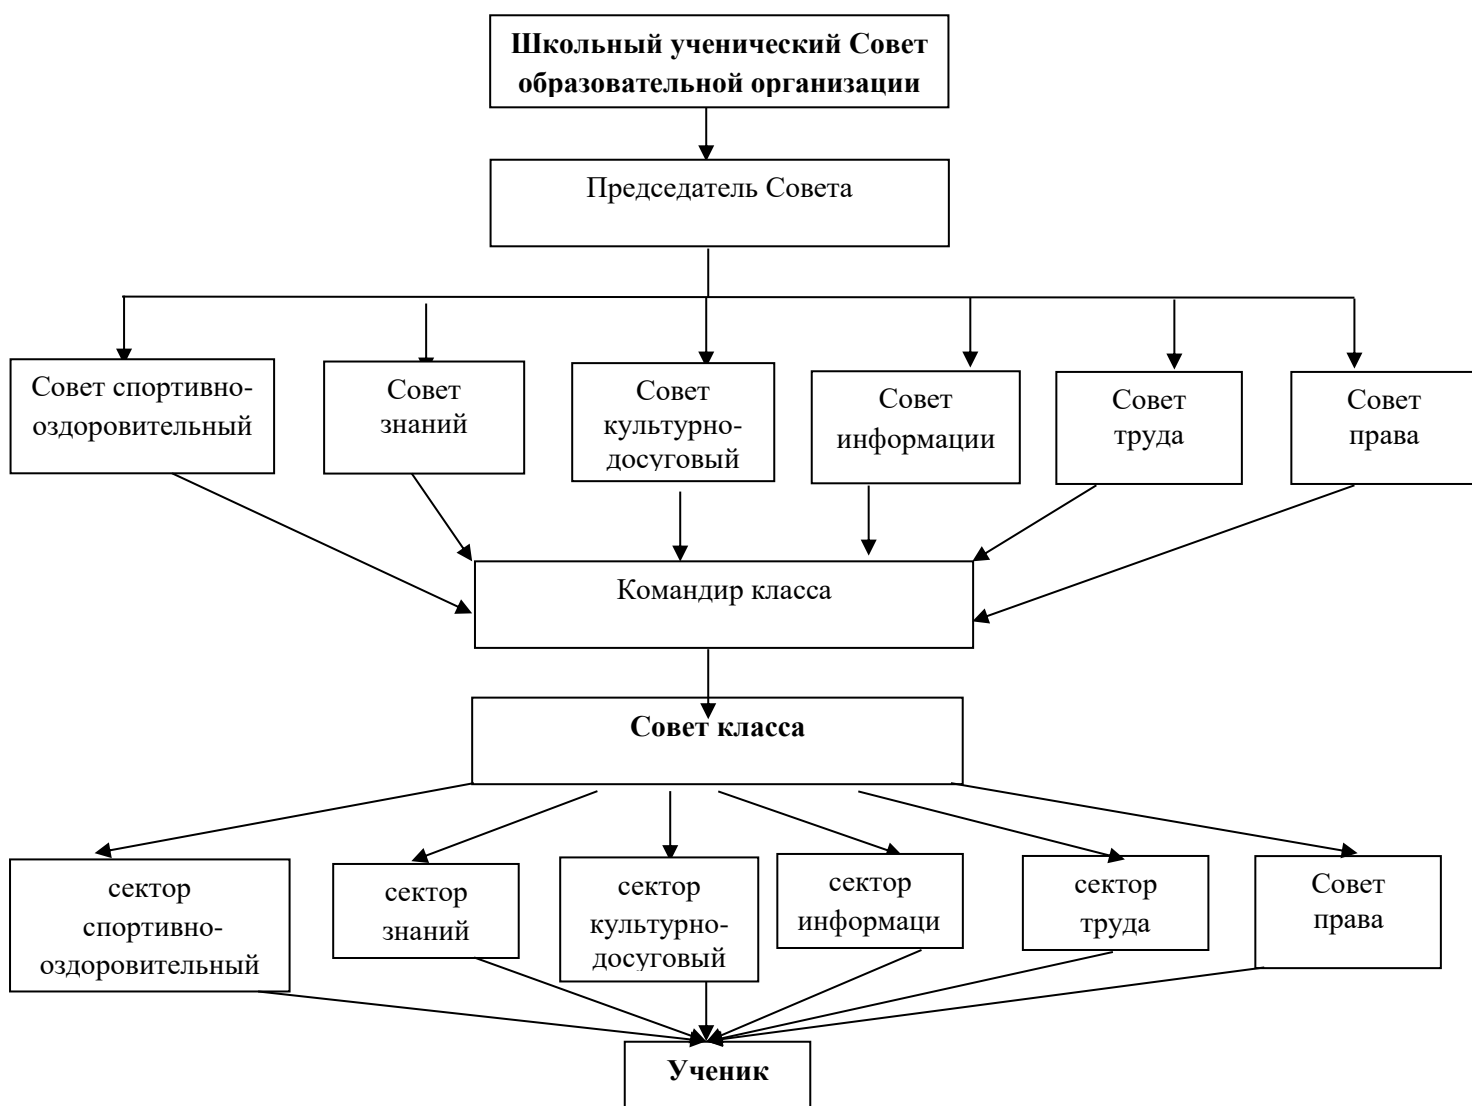 Школьный ученический Совет
образовательной организации
Председатель Совета
Совет спортивно-
оздоровительный
Совет
знаний
Совет
культурно-
досуговый
Совет
информации
Совет
труда
Совет
права
Командир класса
Совет класса
сектор
спортивно-
оздоровительный
сектор
знаний
сектор
культурно-
досуговый
сектор
информаци
сектор
труда
Совет
права
Ученик